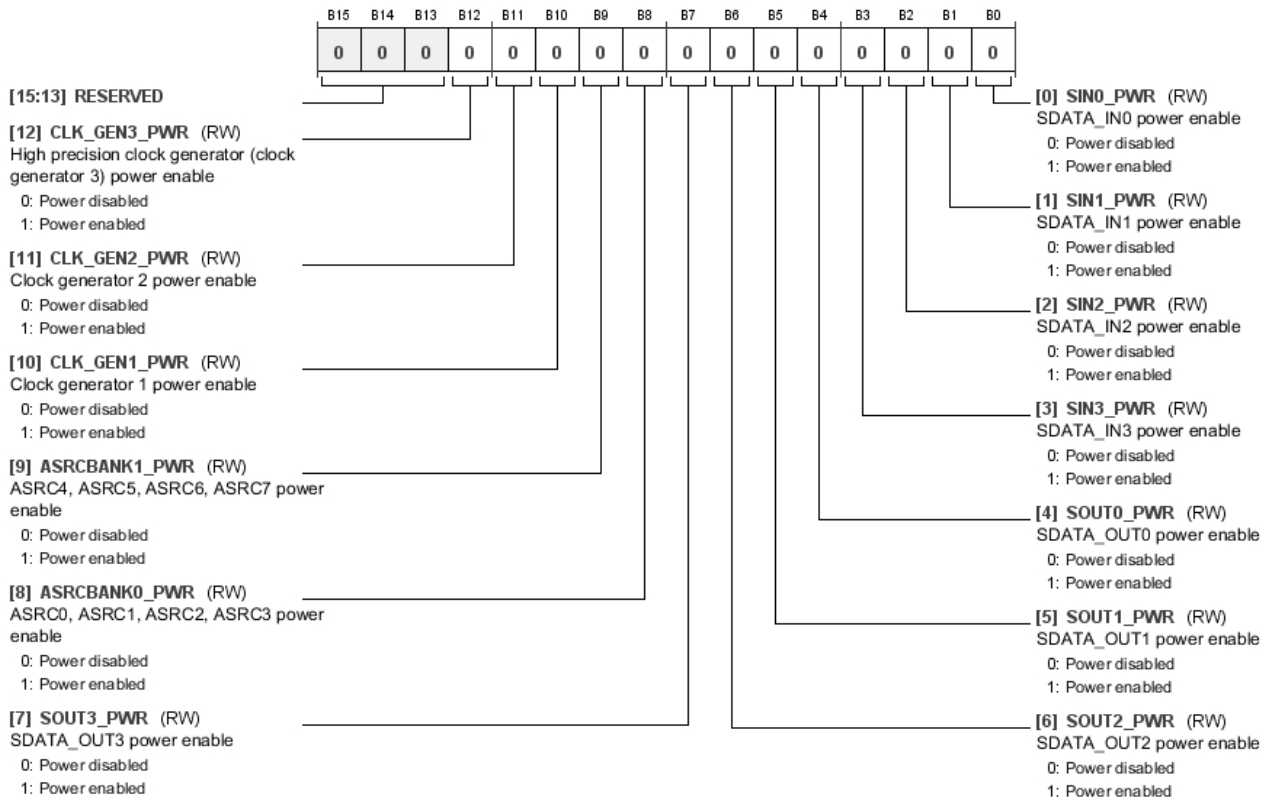 B15 B14 B13 B12 B11 B10 B9 B8 B7 B6 B5 B4 B3 B2 B1 B0
0 0 0 0 0 0 0 0 0 0 0 0 0 0 0 0
[15:13] RESERVED
[12] CLK_GEN3_PWR (RW)
High precision clock generator (clock
generator 3) power enable
0: Power disabled
1: Power enabled
[11] CLK_GEN2_PWR (RW)
Clock generator 2 power enable
0: Power disabled
1: Power enabled
[10] CLK_GEN1_PWR (RW)
Clock generator 1 power enable
0: Power disabled
1: Power enabled
[9] ASRCBANK1_PWR (RW)
ASRC4, ASRC5, ASRC6, ASRC7 power
enable
0: Power disabled
1: Power enabled
[8] ASRCBANK0_PWR (RW)
ASRC0, ASRC1, ASRC2, ASRC3 power
enable
0: Power disabled
1: Power enabled
[7] SOUT3_PWR (RW)
SDATA_OUT3 power enable
0: Power disabled
1: Power enabled
[0] SIN0_PWR (RW)
SDATA_IN0 power enable
0: Power disabled
1: Power enabled
[1] SIN1_PWR (RW)
SDATA_IN1 power enable
0: Power disabled
1: Power enabled
[2] SIN2_PWR (RW)
SDATA_IN2 power enable
0: Power disabled
1: Power enabled
[3] SIN3_PWR (RW)
SDATA_IN3 power enable
0: Power disabled
1: Power enabled
[4] SOUT0_PWR (RW)
SDATA_OUT0 power enable
0: Power disabled
1: Power enabled
[5] SOUT1_PWR (RW)
SDATA_OUT1 power enable
0: Power disabled
1: Power enabled
[6] SOUT2_PWR (RW)
SDATA_OUT2 power enable
0: Power disabled
1: Power enabled